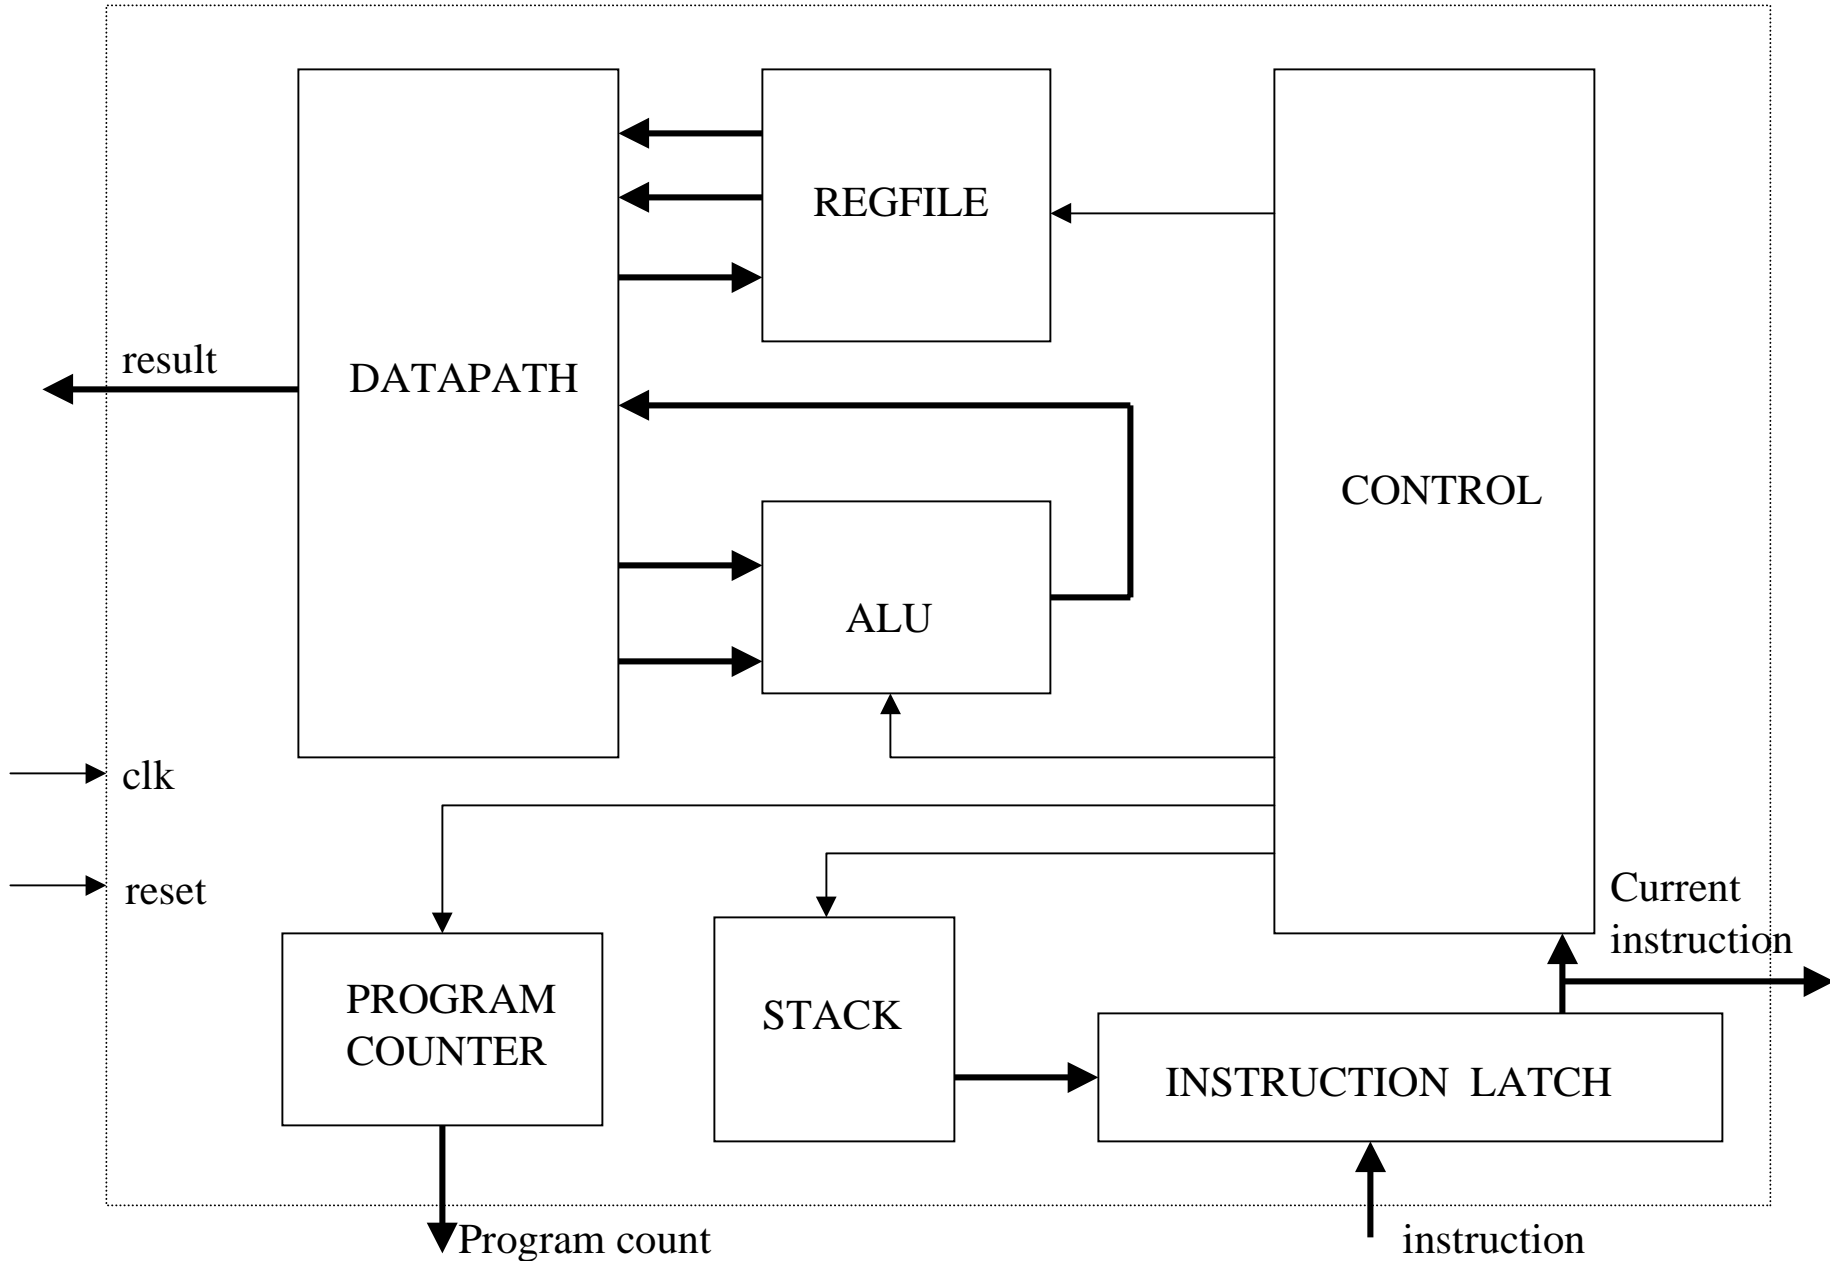 REGFILE
result
DATAPATH
CONTROL
ALU
clk
reset
Current
instruction
PROGRAM
COUNTER
STACK
INSTRUCTION LATCH
Program count
instruction